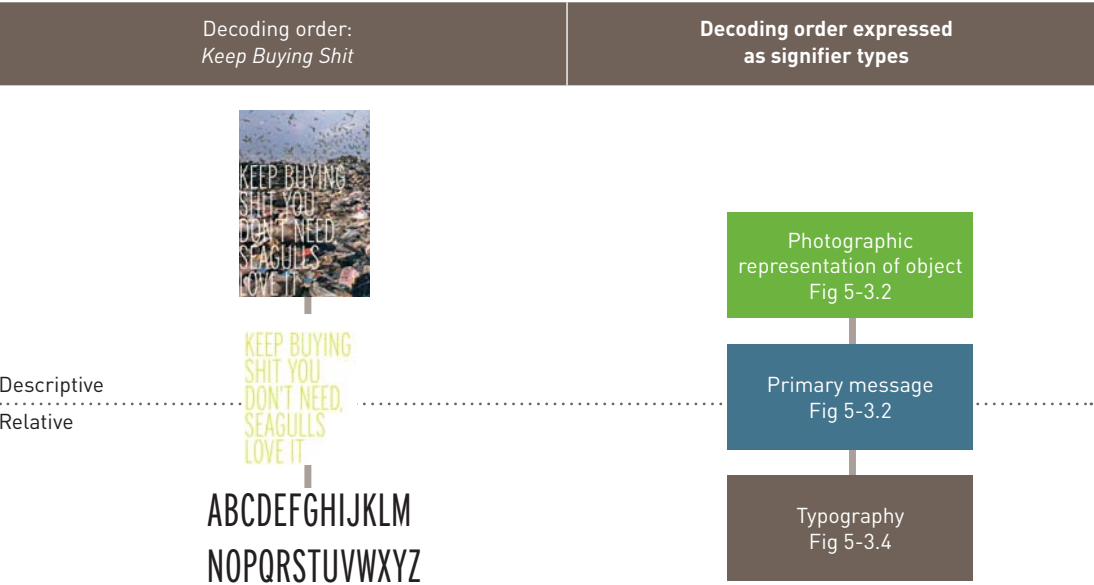 Decoding order:
Keep Buying Shit
Decoding order expressed
as signifier types
KEEP BUYING
SHIT YOU
DON'T NEED,
SEAGULLS
LOVE IT
Photographic
representation of object
Fig 5-3.2
KEEP BUYING
SHIT YOU
DON'T NEED,
SEAGULLS
LOVE IT
Primary message
Fig 5-3.2
Descriptive
Relative
ABCDEFGHIJKLM
NOPQRSTUVWXYZ
Typography
Fig 5-3.4